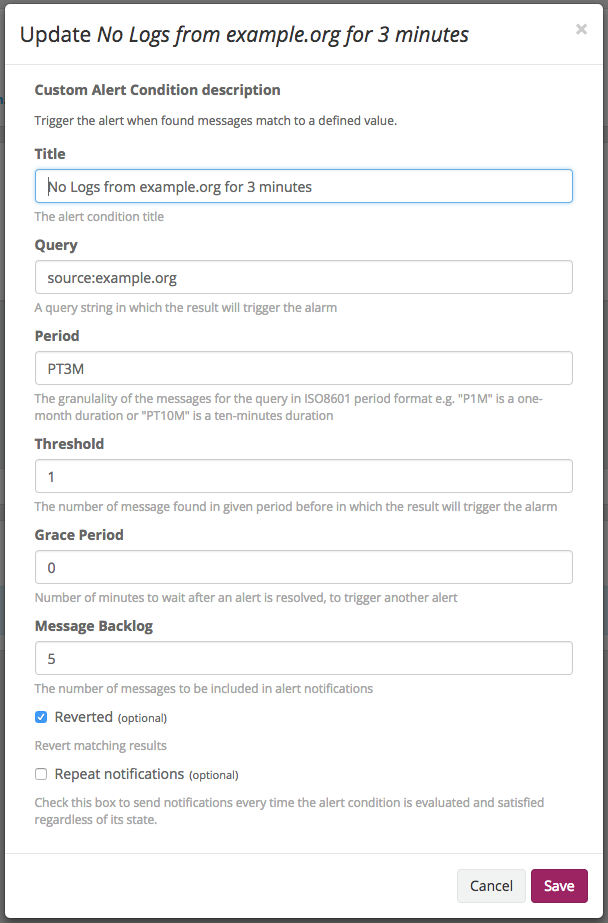 Update No Logs from example.org for 3 minutes ×
Custom Alert Condition description
Trigger the alert when found messages match to a defined value.
Title
No Logs from example.org for 3 minutes
The alert condition title
Query
source:example.org
A query string in which the result will trigger the alarm
Period
PT3M
The granulality of the messages for the query in ISO8601 period format e.g. "P1M" is a one-
month duration or "PT10M" is a ten-minutes duration
Threshold
1
The number of message found in given period before in which the result will trigger the alarm
Grace Period
0
Number of minutes to wait after an alert is resolved, to trigger another alert
Message Backlog
5
The number of messages to be included in alert notifications
Reverted (optional)
Revert matching results
Repeat notifications (optional)
Check this box to send notifications every time the alert condition is evaluated and satisfied
regardless of its state.
Cancel Save